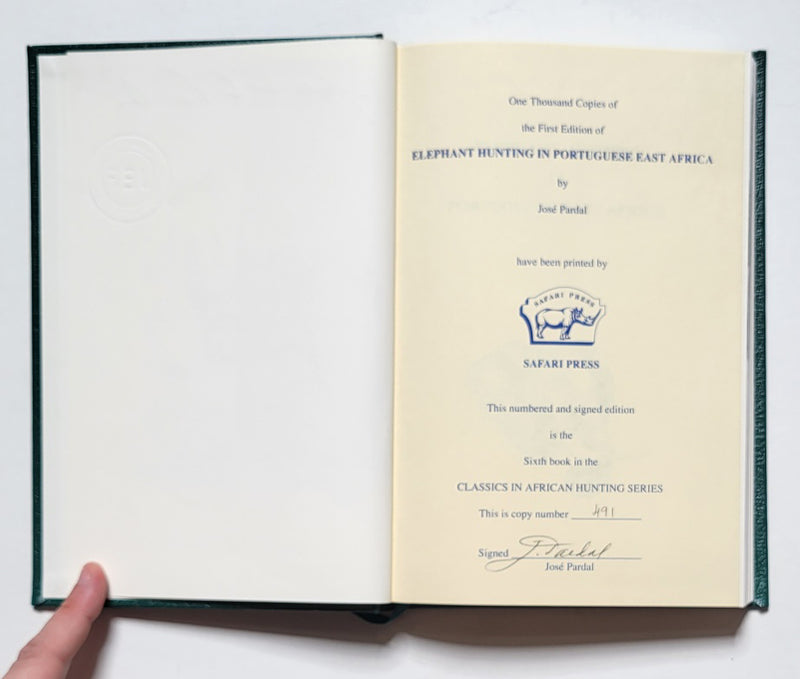 One Thousand Copies of
the First Edition of
ELEPHANT HUNTING IN PORTUGUESE EAST AFRICA
by
José Pardal
have been printed by
SAFARI PRESS
SAFARI PRESS
This numbered and signed edition
is the
Sixth book in the
CLASSICS IN AFRICAN HUNTING SERIES
This is copy number 491
Signed J. Pardal
José Pardal